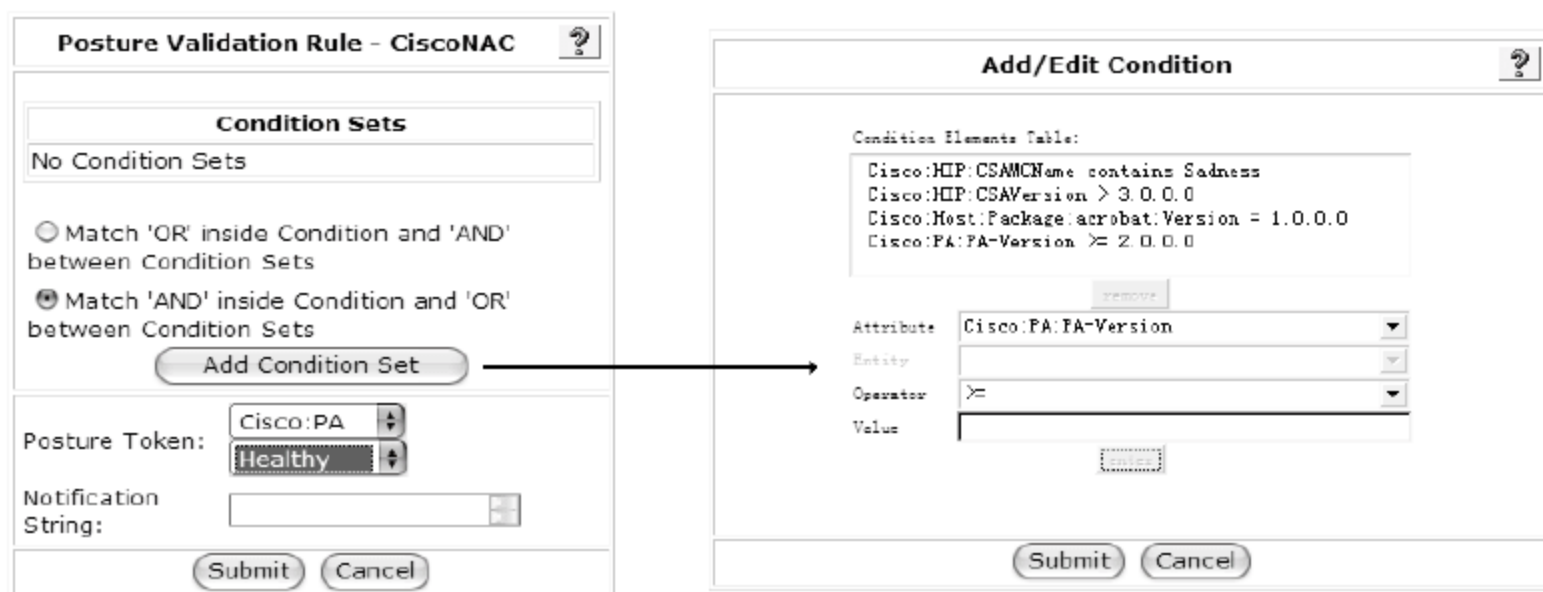 Posture Validation Rule - CiscoNAC
?
Condition Sets
No Condition Sets
Match 'OR' inside Condition and 'AND'
between Condition Sets
Match 'AND' inside Condition and 'OR'
between Condition Sets
Add Condition Set
Posture Token:
Cisco:PA
Healthy
Notification
String:
Submit
Cancel
Add/Edit Condition
?
Condition Elements Table:
Cisco:HIP:CSAMCName contains Sadness
Cisco:HIP:CSAVersion > 3.0.0.0
Cisco:Host:Package:acrobat:Version = 1.0.0.0
Cisco:PA:PA-Version >= 2.0.0.0
remove
Attribute
Cisco:PA:PA-Version
Entity
Operator
>=
Value
enter
Submit
Cancel